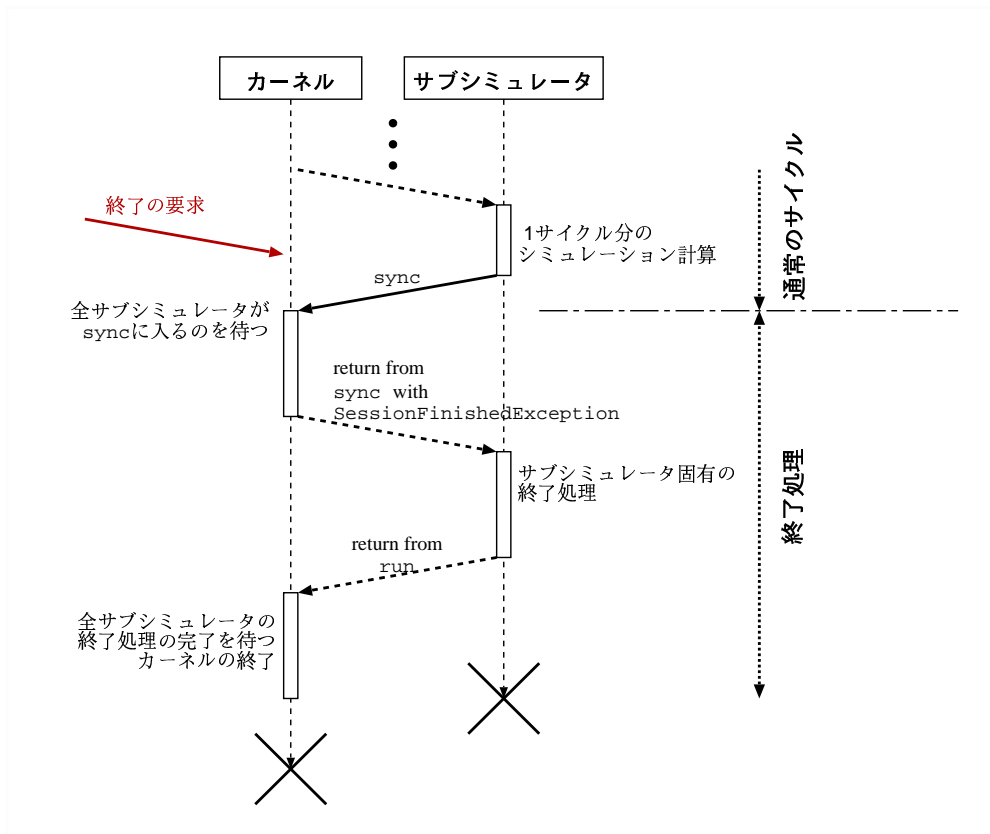 カーネル
サブシミュレータ
終了の要求
1サイクル分の
シミュレーション計算
通常のサイクル
sync
全サブシミュレータが
syncに入るのを待つ
return from
sync with
SessionFinishedException
サブシミュレータ固有の
終了処理
終了処理
return from
run
全サブシミュレータの
終了処理の完了を待つ
カーネルの終了